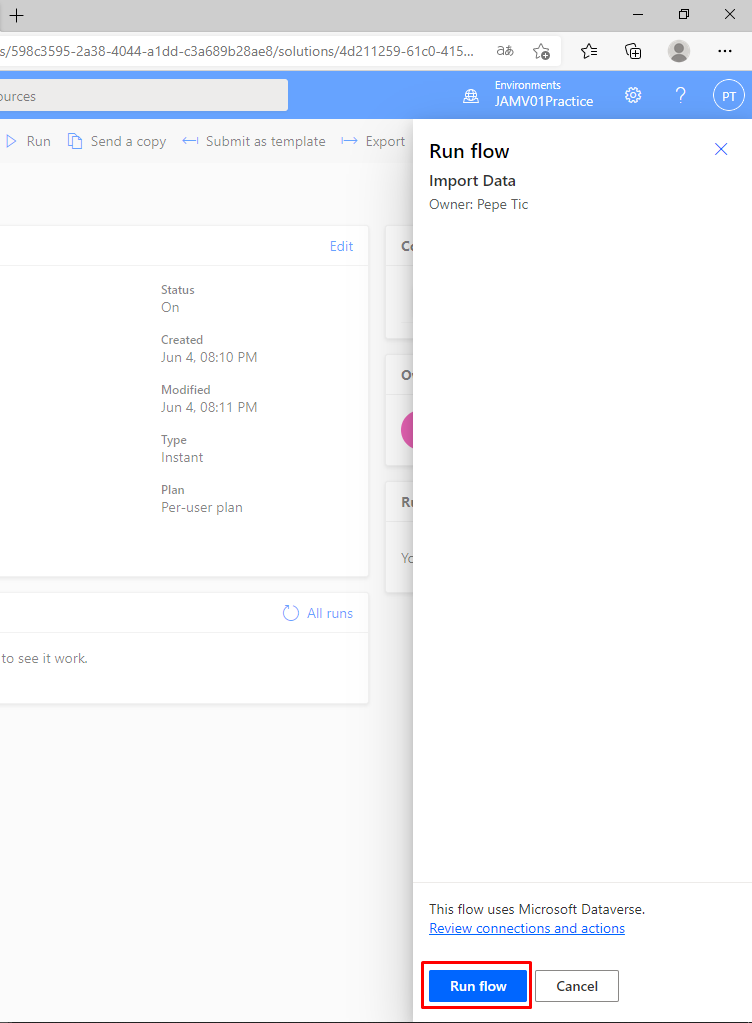 s/598c3595-2a38-4044-a1dd-c3a689b28ae8/solutions/4d211259-61c0-415...
ources
Environments
JAMV01Practice
PT
Run
Send a copy
Submit as template
Export
Run flow
Import Data
Owner: Pepe Tic
Edit
Status
On
Created
Jun 4, 08:10 PM
Modified
Jun 4, 08:11 PM
Type
Instant
Plan
Per-user plan
Co
Ow
Ru
Yo
All runs
to see it work.
This flow uses Microsoft Dataverse.
Review connections and actions
Run flow
Cancel